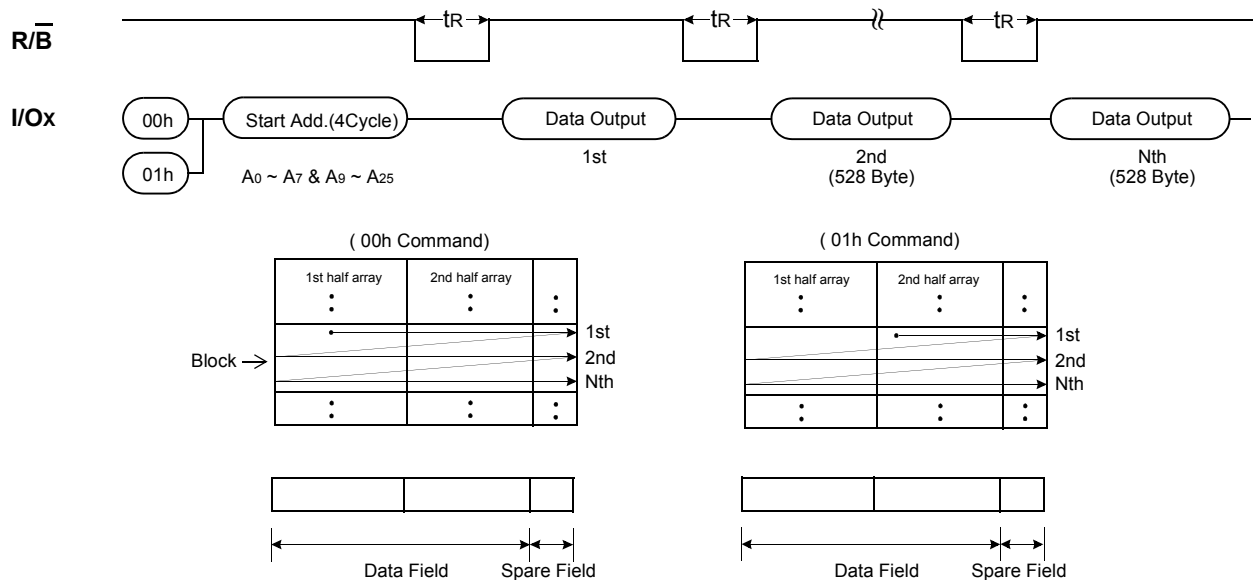 R/B tR tR tR
I/Ox 00h Start Add.(4Cycle) Data Output Data Output Data Output
01h A0 ~ A7 & A9 ~ A25 1st 2nd Nth
(528 Byte) (528 Byte)
( 00h Command) ( 01h Command)
1st half array 2nd half array 1st half array 2nd half array
1st 1st
Block 2nd 2nd
Nth Nth
Data Field Spare Field Data Field Spare Field